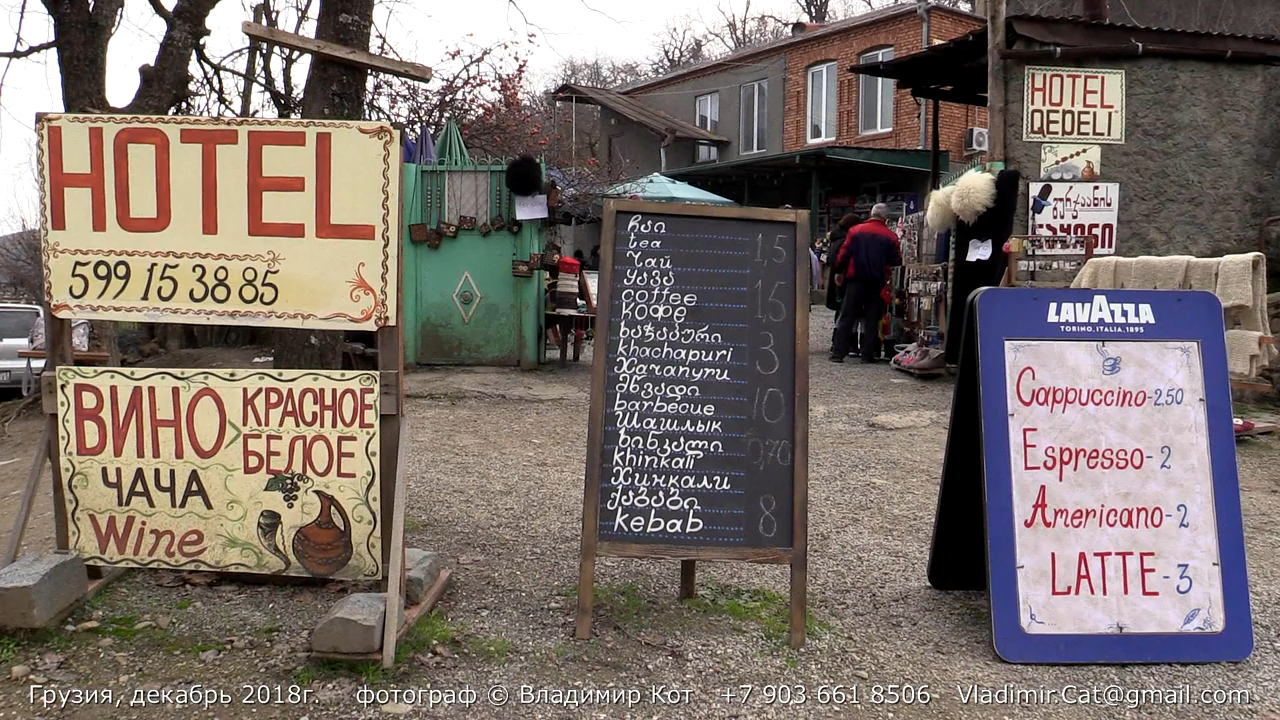 HOTEL
599 15 38 85
ВИНО КРАСНОЕ
БЕЛОЕ
ЧАЧА
Wine
ჩაი
tea 1,5
Чай
ყავა
coffee 1,5
кофе
ხაჭაპური
khachapuri 3
Хачапури
მწვადი
barbecue 10
Шашлык
ხინკალი
khinkali 0,70
Хинкали
ქაბაბი
kebab 8
HOTEL
QEDELI
LAVAZZA
TORINO, ITALIA, 1895
Cappuccino-2,50
Espresso-2
Americano-2
LATTE-3
Грузия, декабрь 2018г. фотограф © Владимир Кот +7 903 661 8506 Vladimir.Cat@gmail.com